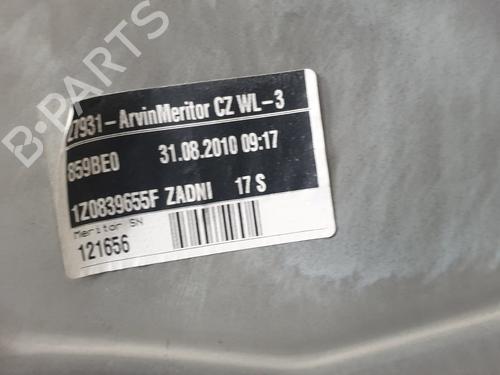 27931-ArvinMeritor CZ WL-3
859BE0 31.08.2010 09:17
1Z0839655F ZADNI 17 S
Meritor SN
121656
B-PARTS